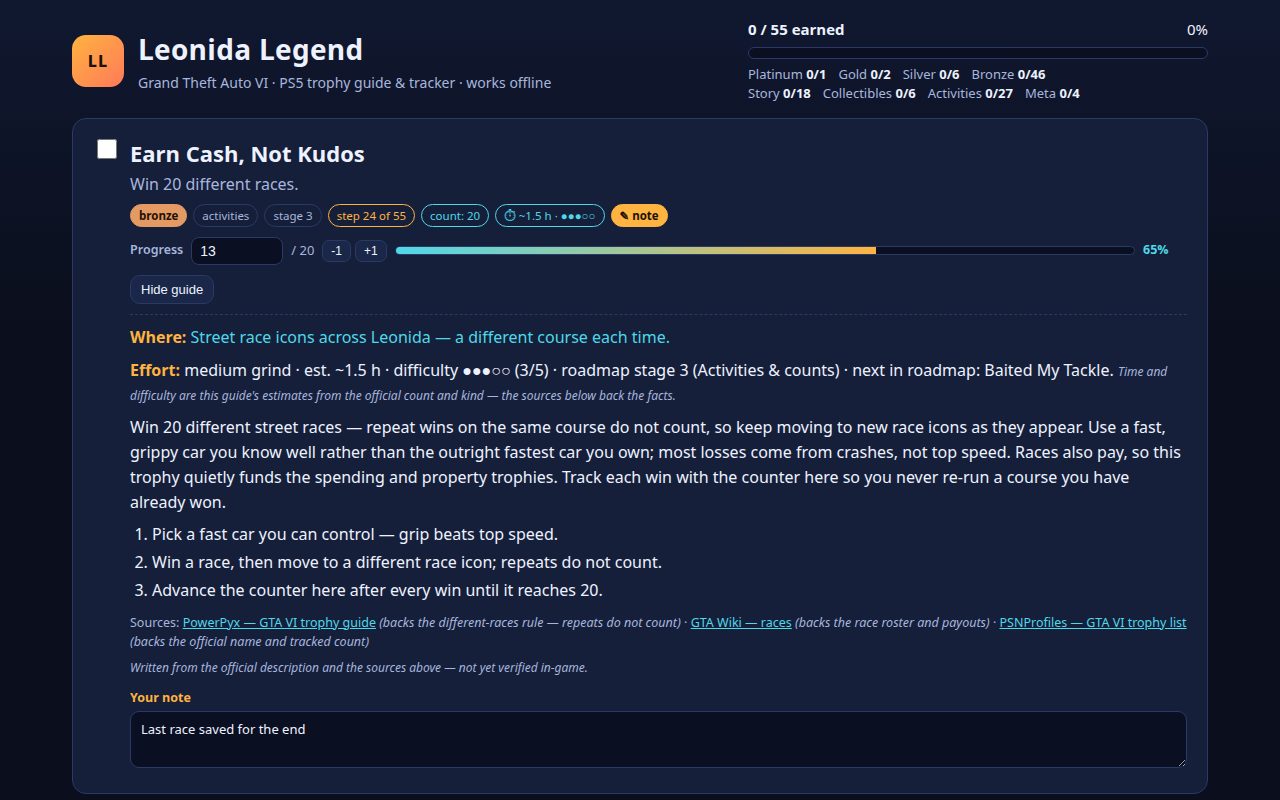 LL
Leonida Legend
Grand Theft Auto VI · PS5 trophy guide & tracker · works offline
0 / 55 earned 0%
Platinum 0/1 Gold 0/2 Silver 0/6 Bronze 0/46
Story 0/18 Collectibles 0/6 Activities 0/27 Meta 0/4
Earn Cash, Not Kudos
Win 20 different races.
bronze activities stage 3 step 24 of 55 count: 20 ⏱ ~1.5 h · ●●●○○ ✎ note
Progress 13 / 20 -1 +1 65%
Hide guide
Where: Street race icons across Leonida — a different course each time.
Effort: medium grind · est. ~1.5 h · difficulty ●●●○○ (3/5) · roadmap stage 3 (Activities & counts) · next in roadmap: Baited My Tackle. Time and
difficulty are this guide's estimates from the official count and kind — the sources below back the facts.
Win 20 different street races — repeat wins on the same course do not count, so keep moving to new race icons as they appear. Use a fast,
grippy car you know well rather than the outright fastest car you own; most losses come from crashes, not top speed. Races also pay, so this
trophy quietly funds the spending and property trophies. Track each win with the counter here so you never re-run a course you have
already won.
1. Pick a fast car you can control — grip beats top speed.
2. Win a race, then move to a different race icon; repeats do not count.
3. Advance the counter here after every win until it reaches 20.
Sources: PowerPyx — GTA VI trophy guide (backs the different-races rule — repeats do not count) · GTA Wiki — races (backs the race roster and payouts) · PSNProfiles — GTA VI trophy list
(backs the official name and tracked count)
Written from the official description and the sources above — not yet verified in-game.
Your note
Last race saved for the end